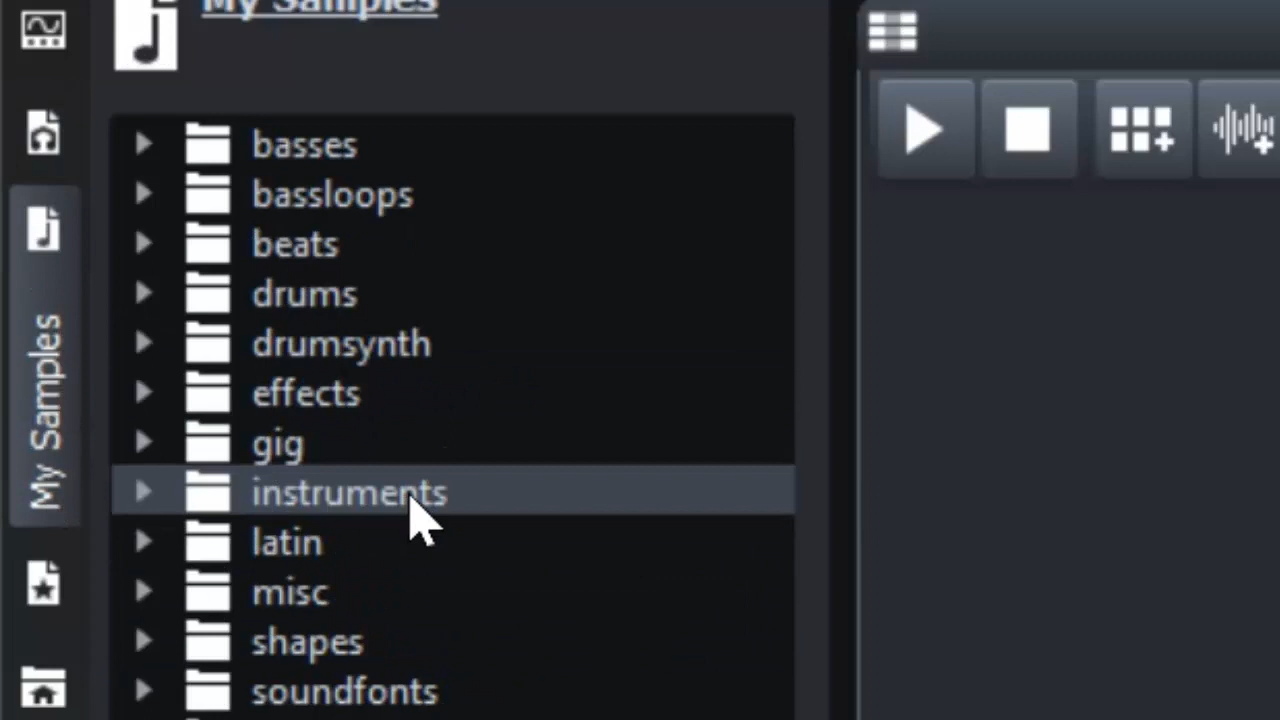 My Samples
basses
bassloops
beats
drums
drumsynth
effects
gig
instruments
latin
misc
shapes
soundfonts
My Samples